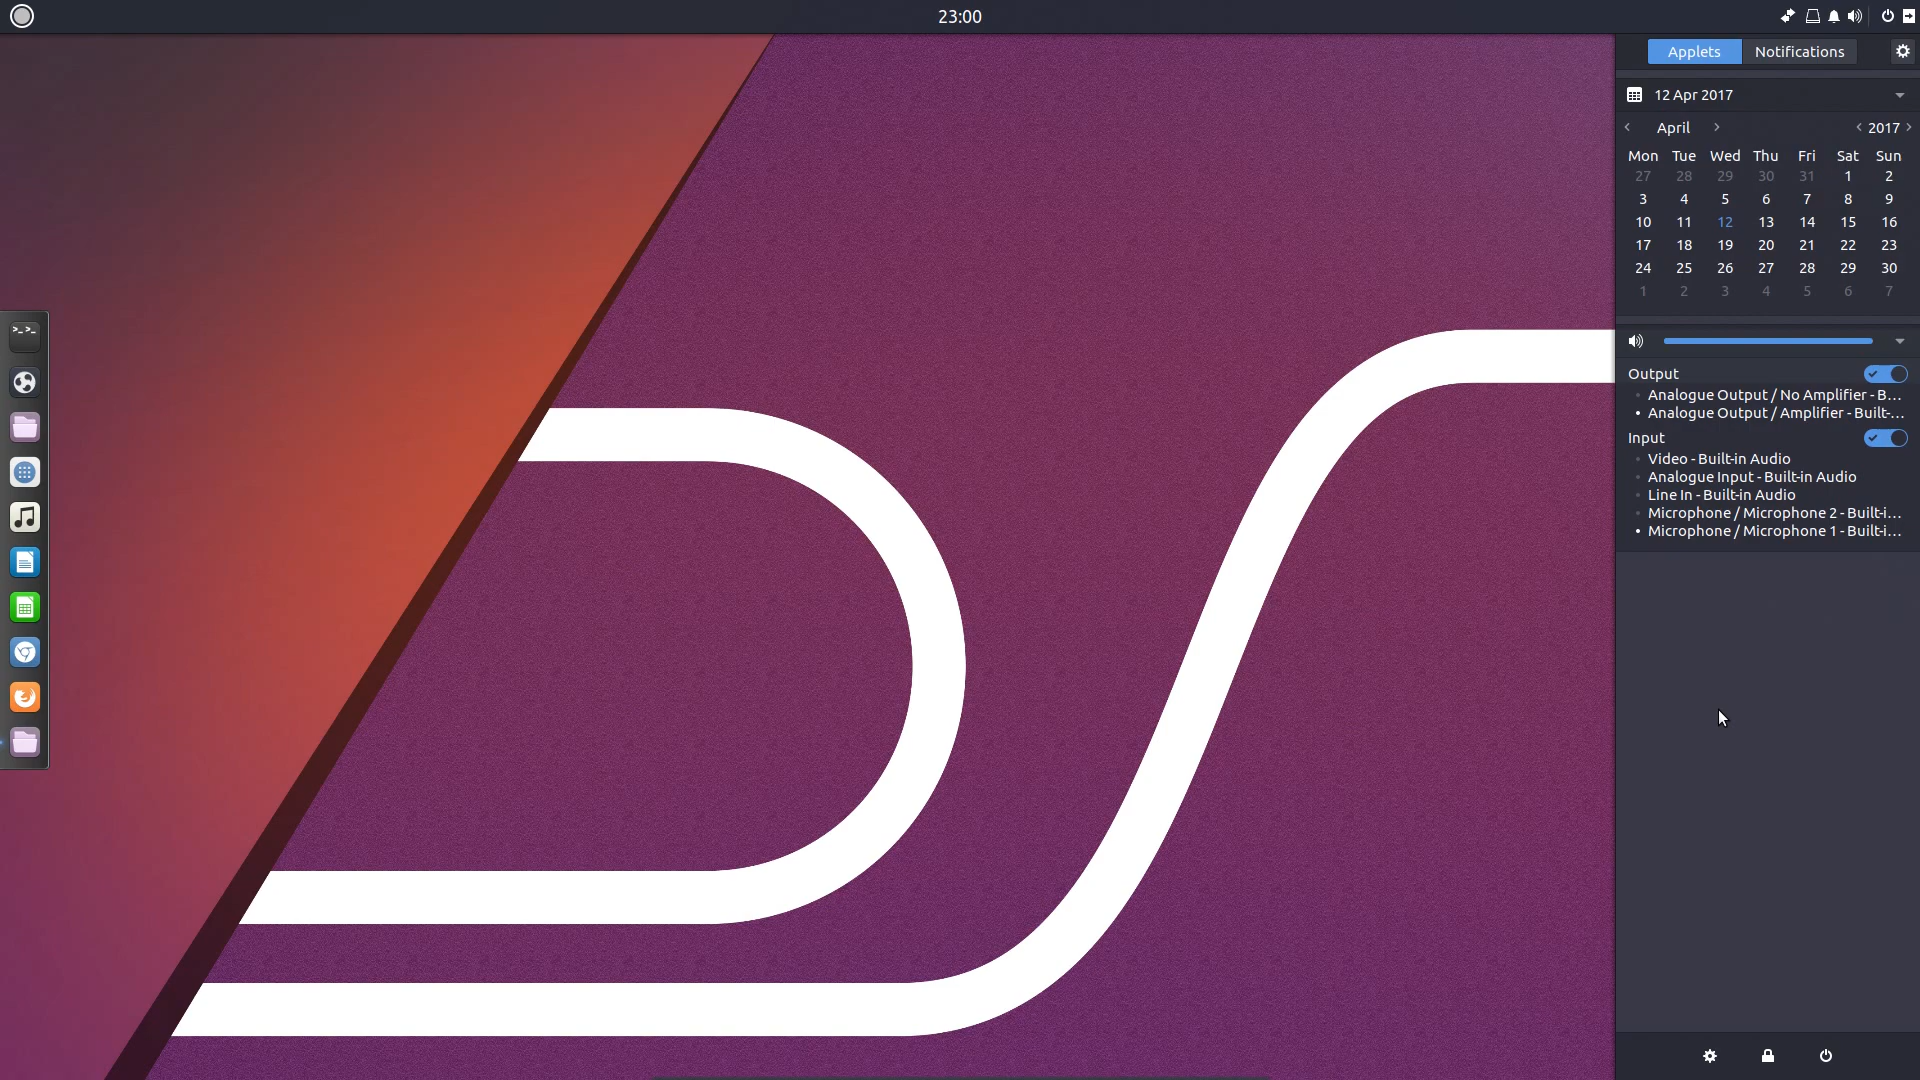 23:00
Applets Notifications
12 Apr 2017
April 2017
Mon Tue Wed Thu Fri Sat Sun
27 28 29 30 31 1 2
3 4 5 6 7 8 9
10 11 12 13 14 15 16
17 18 19 20 21 22 23
24 25 26 27 28 29 30
1 2 3 4 5 6 7
Output
Analogue Output / No Amplifier - B...
Analogue Output / Amplifier - Built-...
Input
Video - Built-in Audio
Analogue Input - Built-in Audio
Line In - Built-in Audio
Microphone / Microphone 2 - Built-i...
Microphone / Microphone 1 - Built-i...